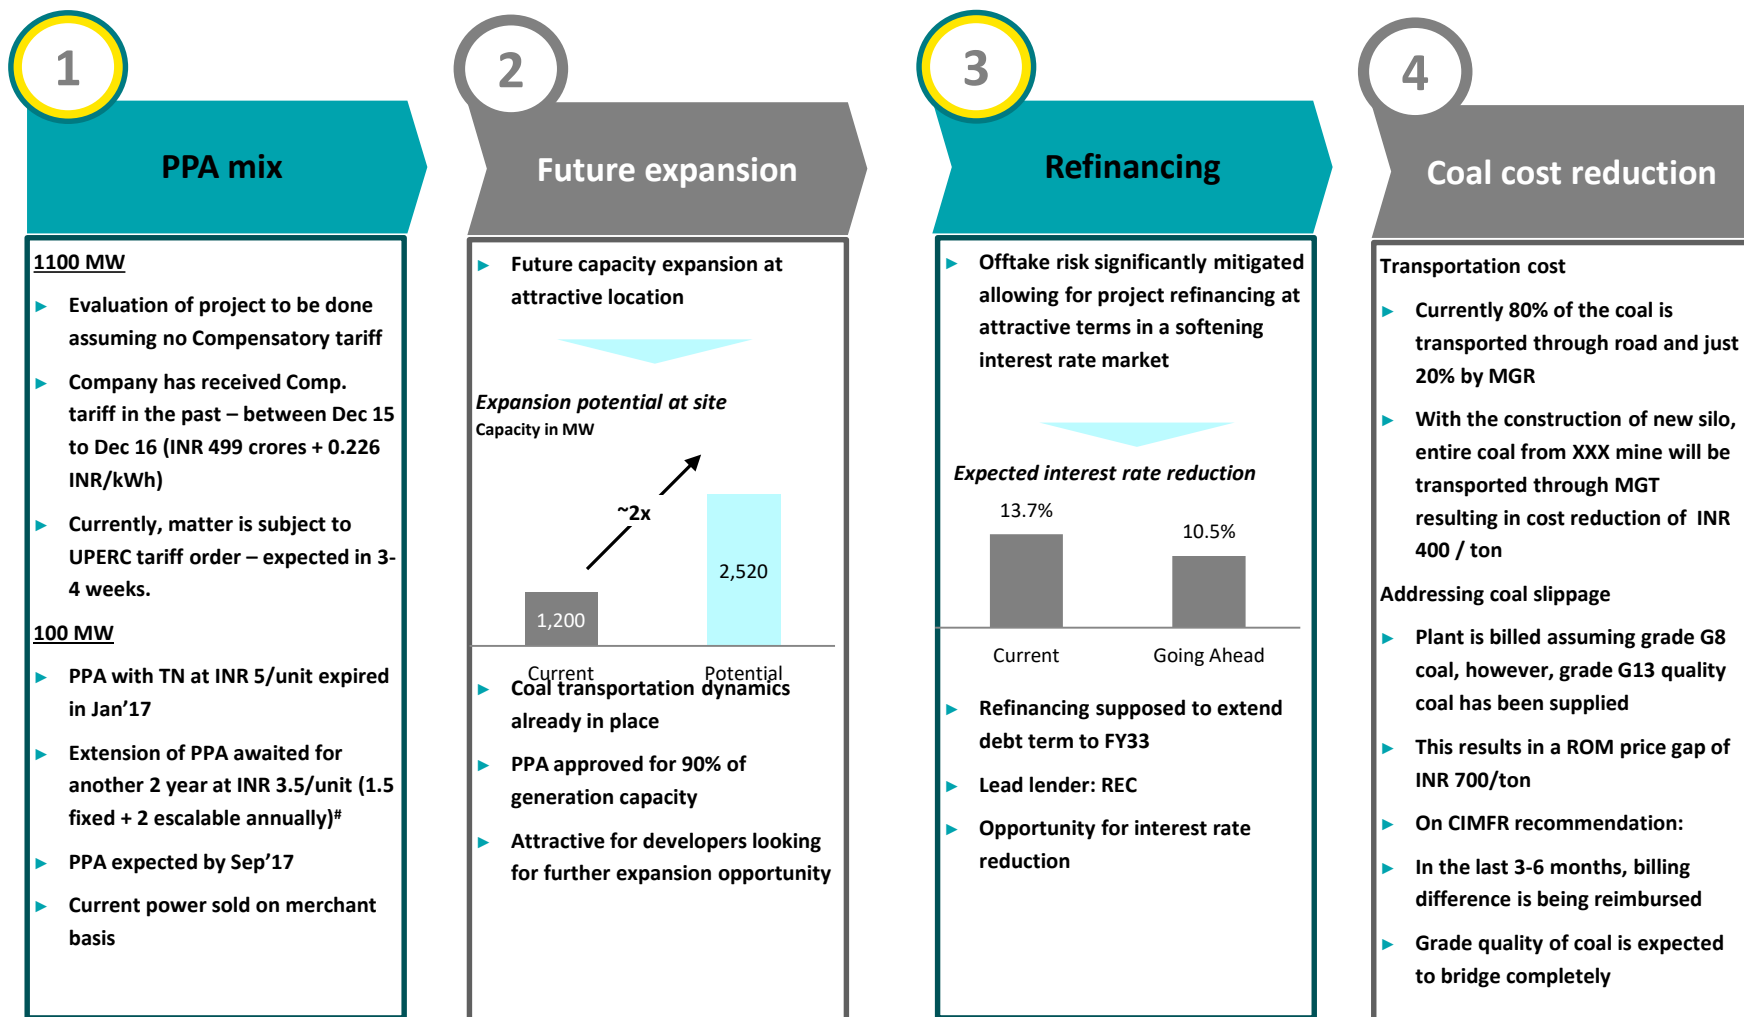 1
PPA mix
1100 MW
► Evaluation of project to be done
assuming no Compensatory tariff
► Company has received Comp.
tariff in the past – between Dec 15
to Dec 16 (INR 499 crores + 0.226
INR/kWh)
► Currently, matter is subject to
UPERC tariff order – expected in 3-
4 weeks.
100 MW
► PPA with TN at INR 5/unit expired
in Jan'17
► Extension of PPA awaited for
another 2 year at INR 3.5/unit (1.5
fixed + 2 escalable annually)#
► PPA expected by Sep'17
► Current power sold on merchant
basis
2
Future expansion
► Future capacity expansion at
attractive location
Expansion potential at site
Capacity in MW
~2x
2,520
1,200
Current Potential
► Coal transportation dynamics
already in place
► PPA approved for 90% of
generation capacity
► Attractive for developers looking
for further expansion opportunity
3
Refinancing
► Offtake risk significantly mitigated
allowing for project refinancing at
attractive terms in a softening
interest rate market
Expected interest rate reduction
13.7%
10.5%
Current Going Ahead
► Refinancing supposed to extend
debt term to FY33
► Lead lender: REC
► Opportunity for interest rate
reduction
4
Coal cost reduction
Transportation cost
► Currently 80% of the coal is
transported through road and just
20% by MGR
► With the construction of new silo,
entire coal from XXX mine will be
transported through MGT
resulting in cost reduction of INR
400 / ton
Addressing coal slippage
► Plant is billed assuming grade G8
coal, however, grade G13 quality
coal has been supplied
► This results in a ROM price gap of
INR 700/ton
► On CIMFR recommendation:
► In the last 3-6 months, billing
difference is being reimbursed
► Grade quality of coal is expected
to bridge completely